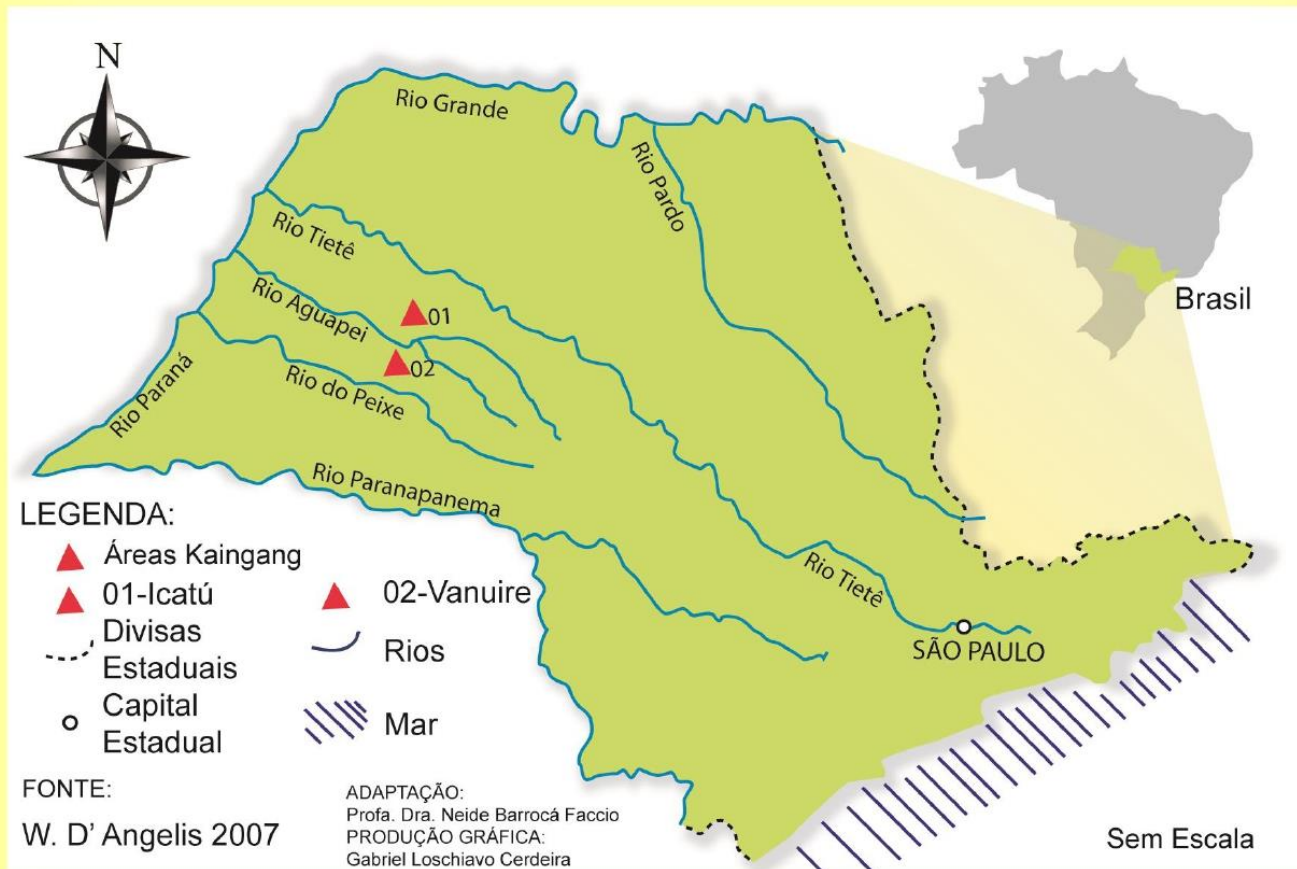 N
Rio Grande
Rio Pardo
Rio Tietê
Rio Aguapei
01
02
Rio do Peixe
Rio Paraná
Rio Paranapanema
Rio Tietê
SÃO PAULO
Brasil
LEGENDA:
Áreas Kaingang
01-Icatú
Divisas
Estaduais
Capital
Estadual
02-Vanuire
Rios
Mar
FONTE:
W. D' Angelis 2007
ADAPTAÇÃO:
Profa. Dra. Neide Barrocá Faccio
PRODUÇÃO GRÁFICA:
Gabriel Loschiavo Cerdeira
Sem Escala